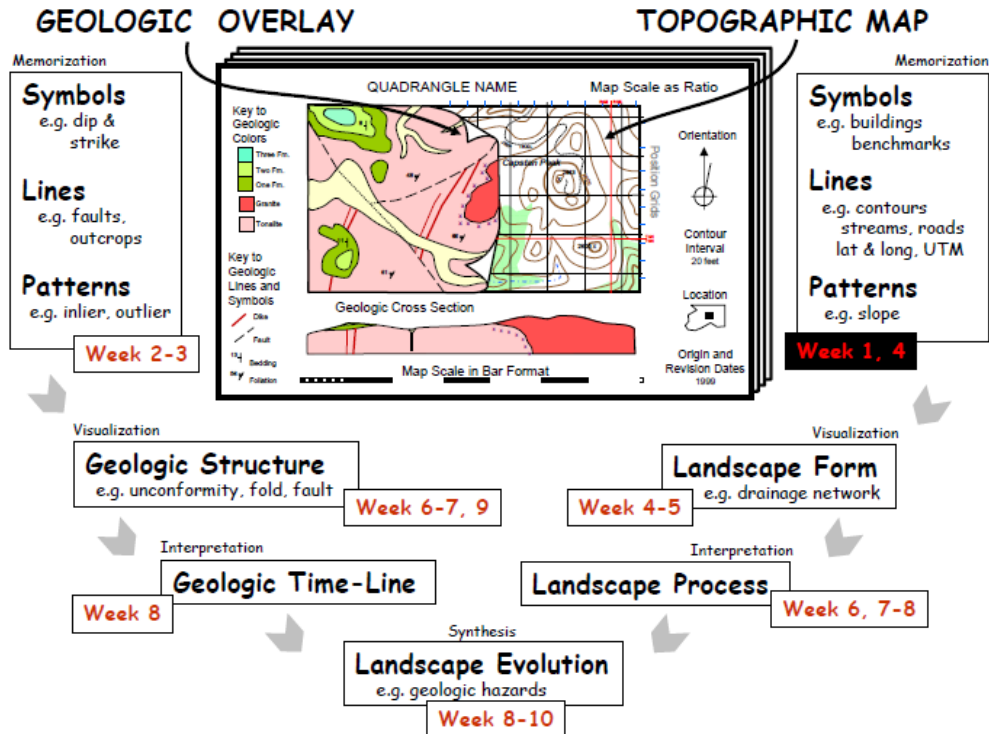 GEOLOGIC OVERLAY
TOPOGRAPHIC MAP
Memorization
Symbols
e.g. dip &
strike
Lines
e.g. faults,
outcrops
Patterns
e.g. inlier, outlier
Week 2-3
QUADRANGLE NAME
Map Scale as Ratio
Key to
Geologic
Colors
Three Fm.
Two Fm.
One Fm.
Granite
Tonalite
Key to
Geologic
Lines and
Symbols
Dike
Fault
Bedding
Foliation
Capstan Peak
Position Grids
Geologic Cross Section
Map Scale in Bar Format
Orientation
Contour
Interval
20 feet
Location
Origin and
Revision Dates
1999
Memorization
Symbols
e.g. buildings
benchmarks
Lines
e.g. contours
streams, roads
lat & long, UTM
Patterns
e.g. slope
Week 1, 4
Visualization
Geologic Structure
e.g. unconformity, fold, fault
Week 6-7, 9
Visualization
Landscape Form
e.g. drainage network
Week 4-5
Interpretation
Geologic Time-Line
Week 8
Interpretation
Landscape Process
Week 6, 7-8
Synthesis
Landscape Evolution
e.g. geologic hazards
Week 8-10